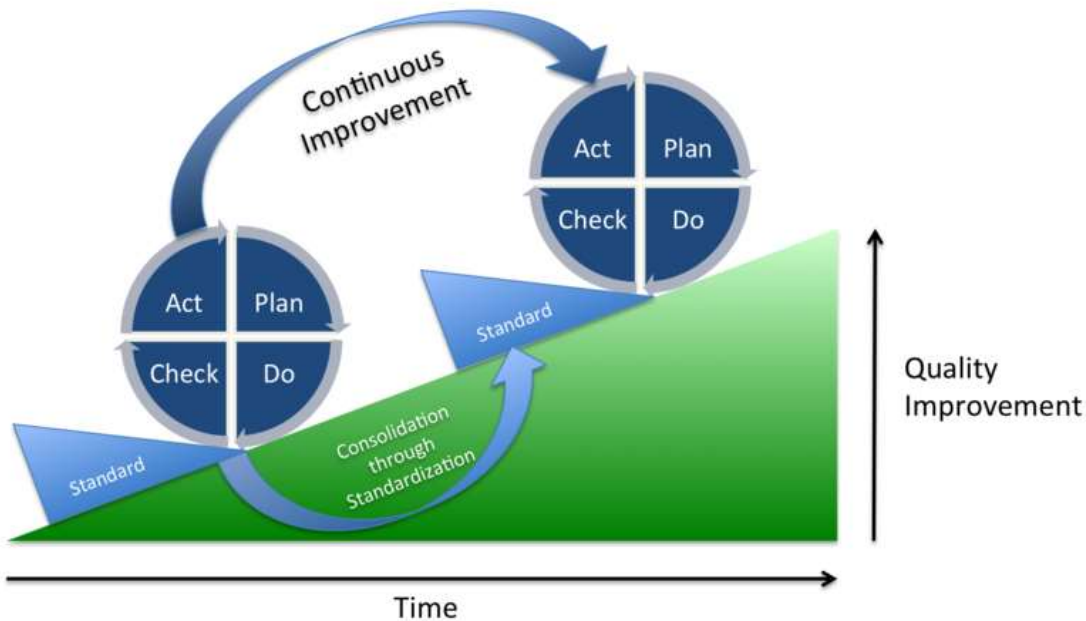 Continuous
Improvement
Act
Plan
Check
Do
Act
Plan
Check
Do
Standard
Standard
Consolidation
through
Standardization
Quality
Improvement
Time